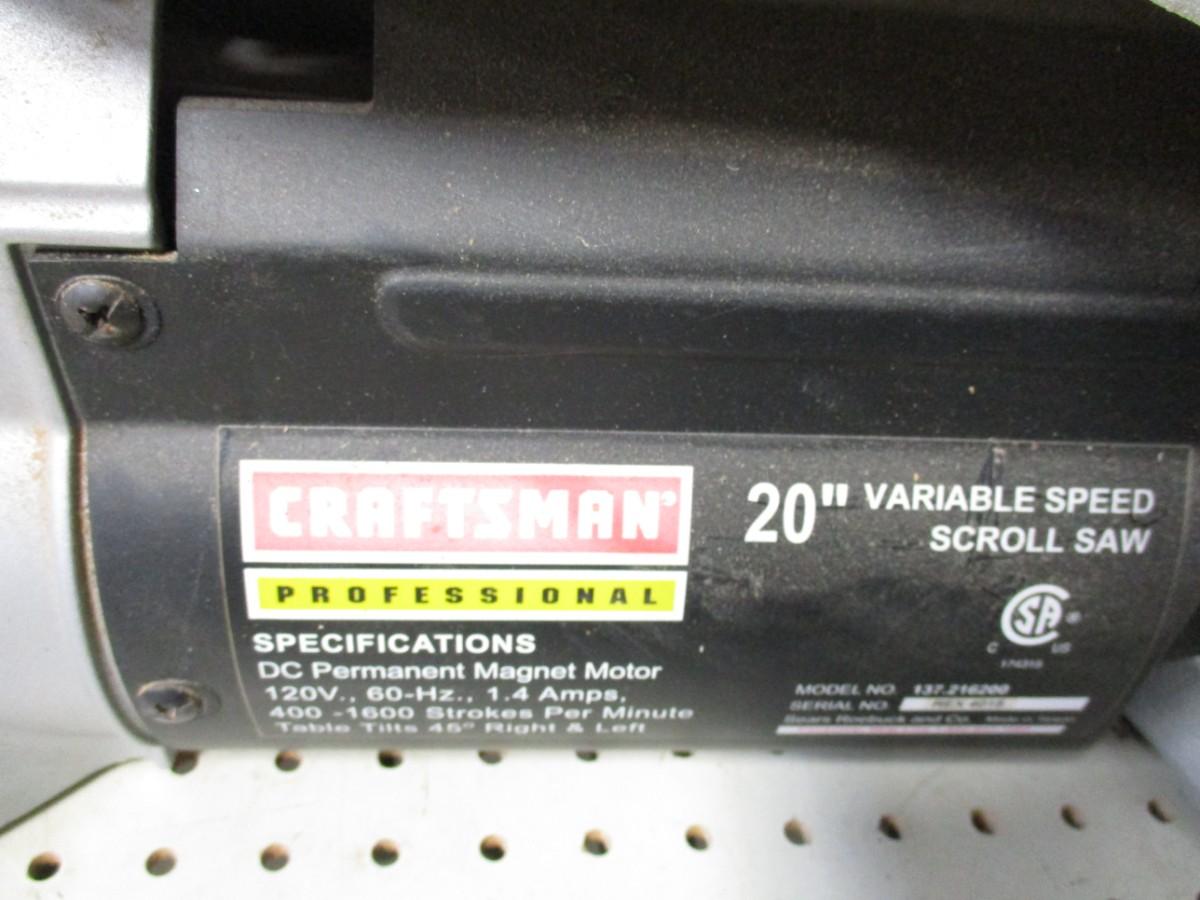 CRAFTSMAN®
PROFESSIONAL
20" VARIABLE SPEED
SCROLL SAW
SPECIFICATIONS
DC Permanent Magnet Motor
120V., 60-Hz., 1.4 Amps,
400 -1600 Strokes Per Minute
Table Tilts 45° Right & Left
SA®
C US
MODEL NO. 137.216200
SERIAL NO.
Sears Roebuck and Co.